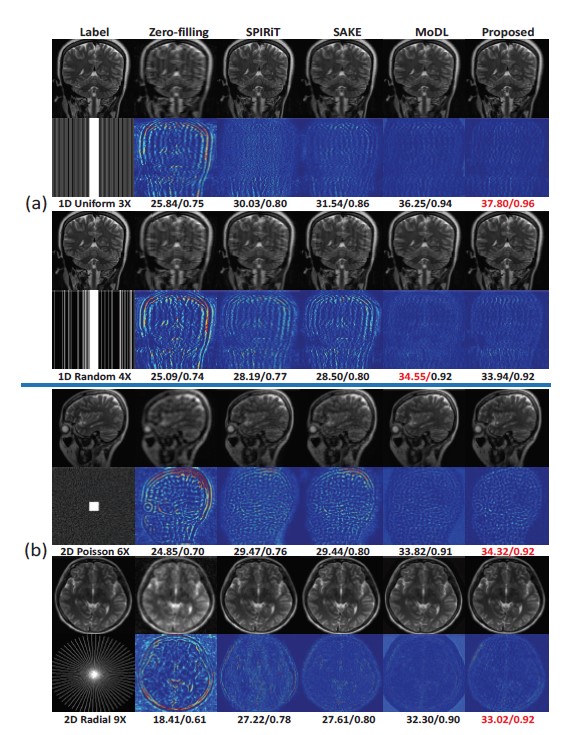 Label Zero-filling SPIRiT SAKE MoDL Proposed
(a)
1D Uniform 3X 25.84/0.75 30.03/0.80 31.54/0.86 36.25/0.94 37.80/0.96
1D Random 4X 25.09/0.74 28.19/0.77 28.50/0.80 34.55/0.92 33.94/0.92
(b)
2D Poisson 6X 24.85/0.70 29.47/0.76 29.44/0.80 33.82/0.91 34.32/0.92
2D Radial 9X 18.41/0.61 27.22/0.78 27.61/0.80 32.30/0.90 33.02/0.92